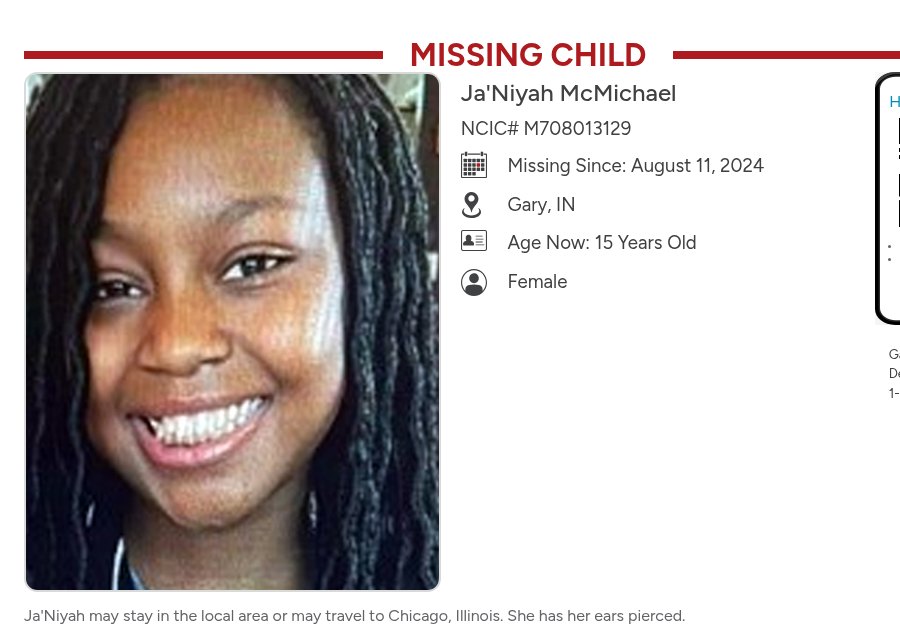 MISSING CHILD
Ja'Niyah McMichael
NCIC# M708013129
Missing Since: August 11, 2024
Gary, IN
Age Now: 15 Years Old
Female
Ja'Niyah may stay in the local area or may travel to Chicago, Illinois. She has her ears pierced.